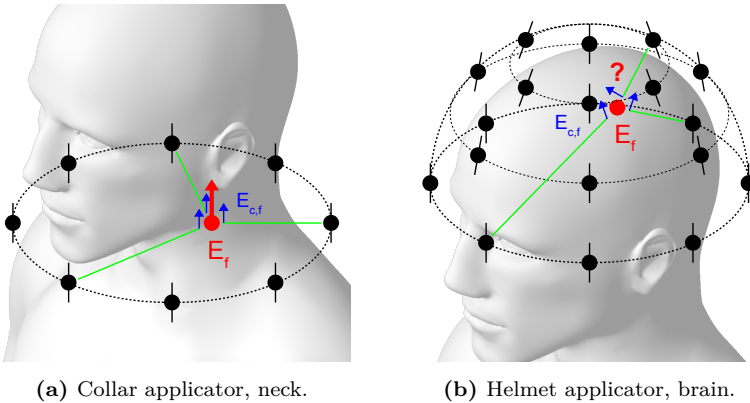 E_c,f
E_f
(a) Collar applicator, neck.
?
E_c,f
E_f
(b) Helmet applicator, brain.